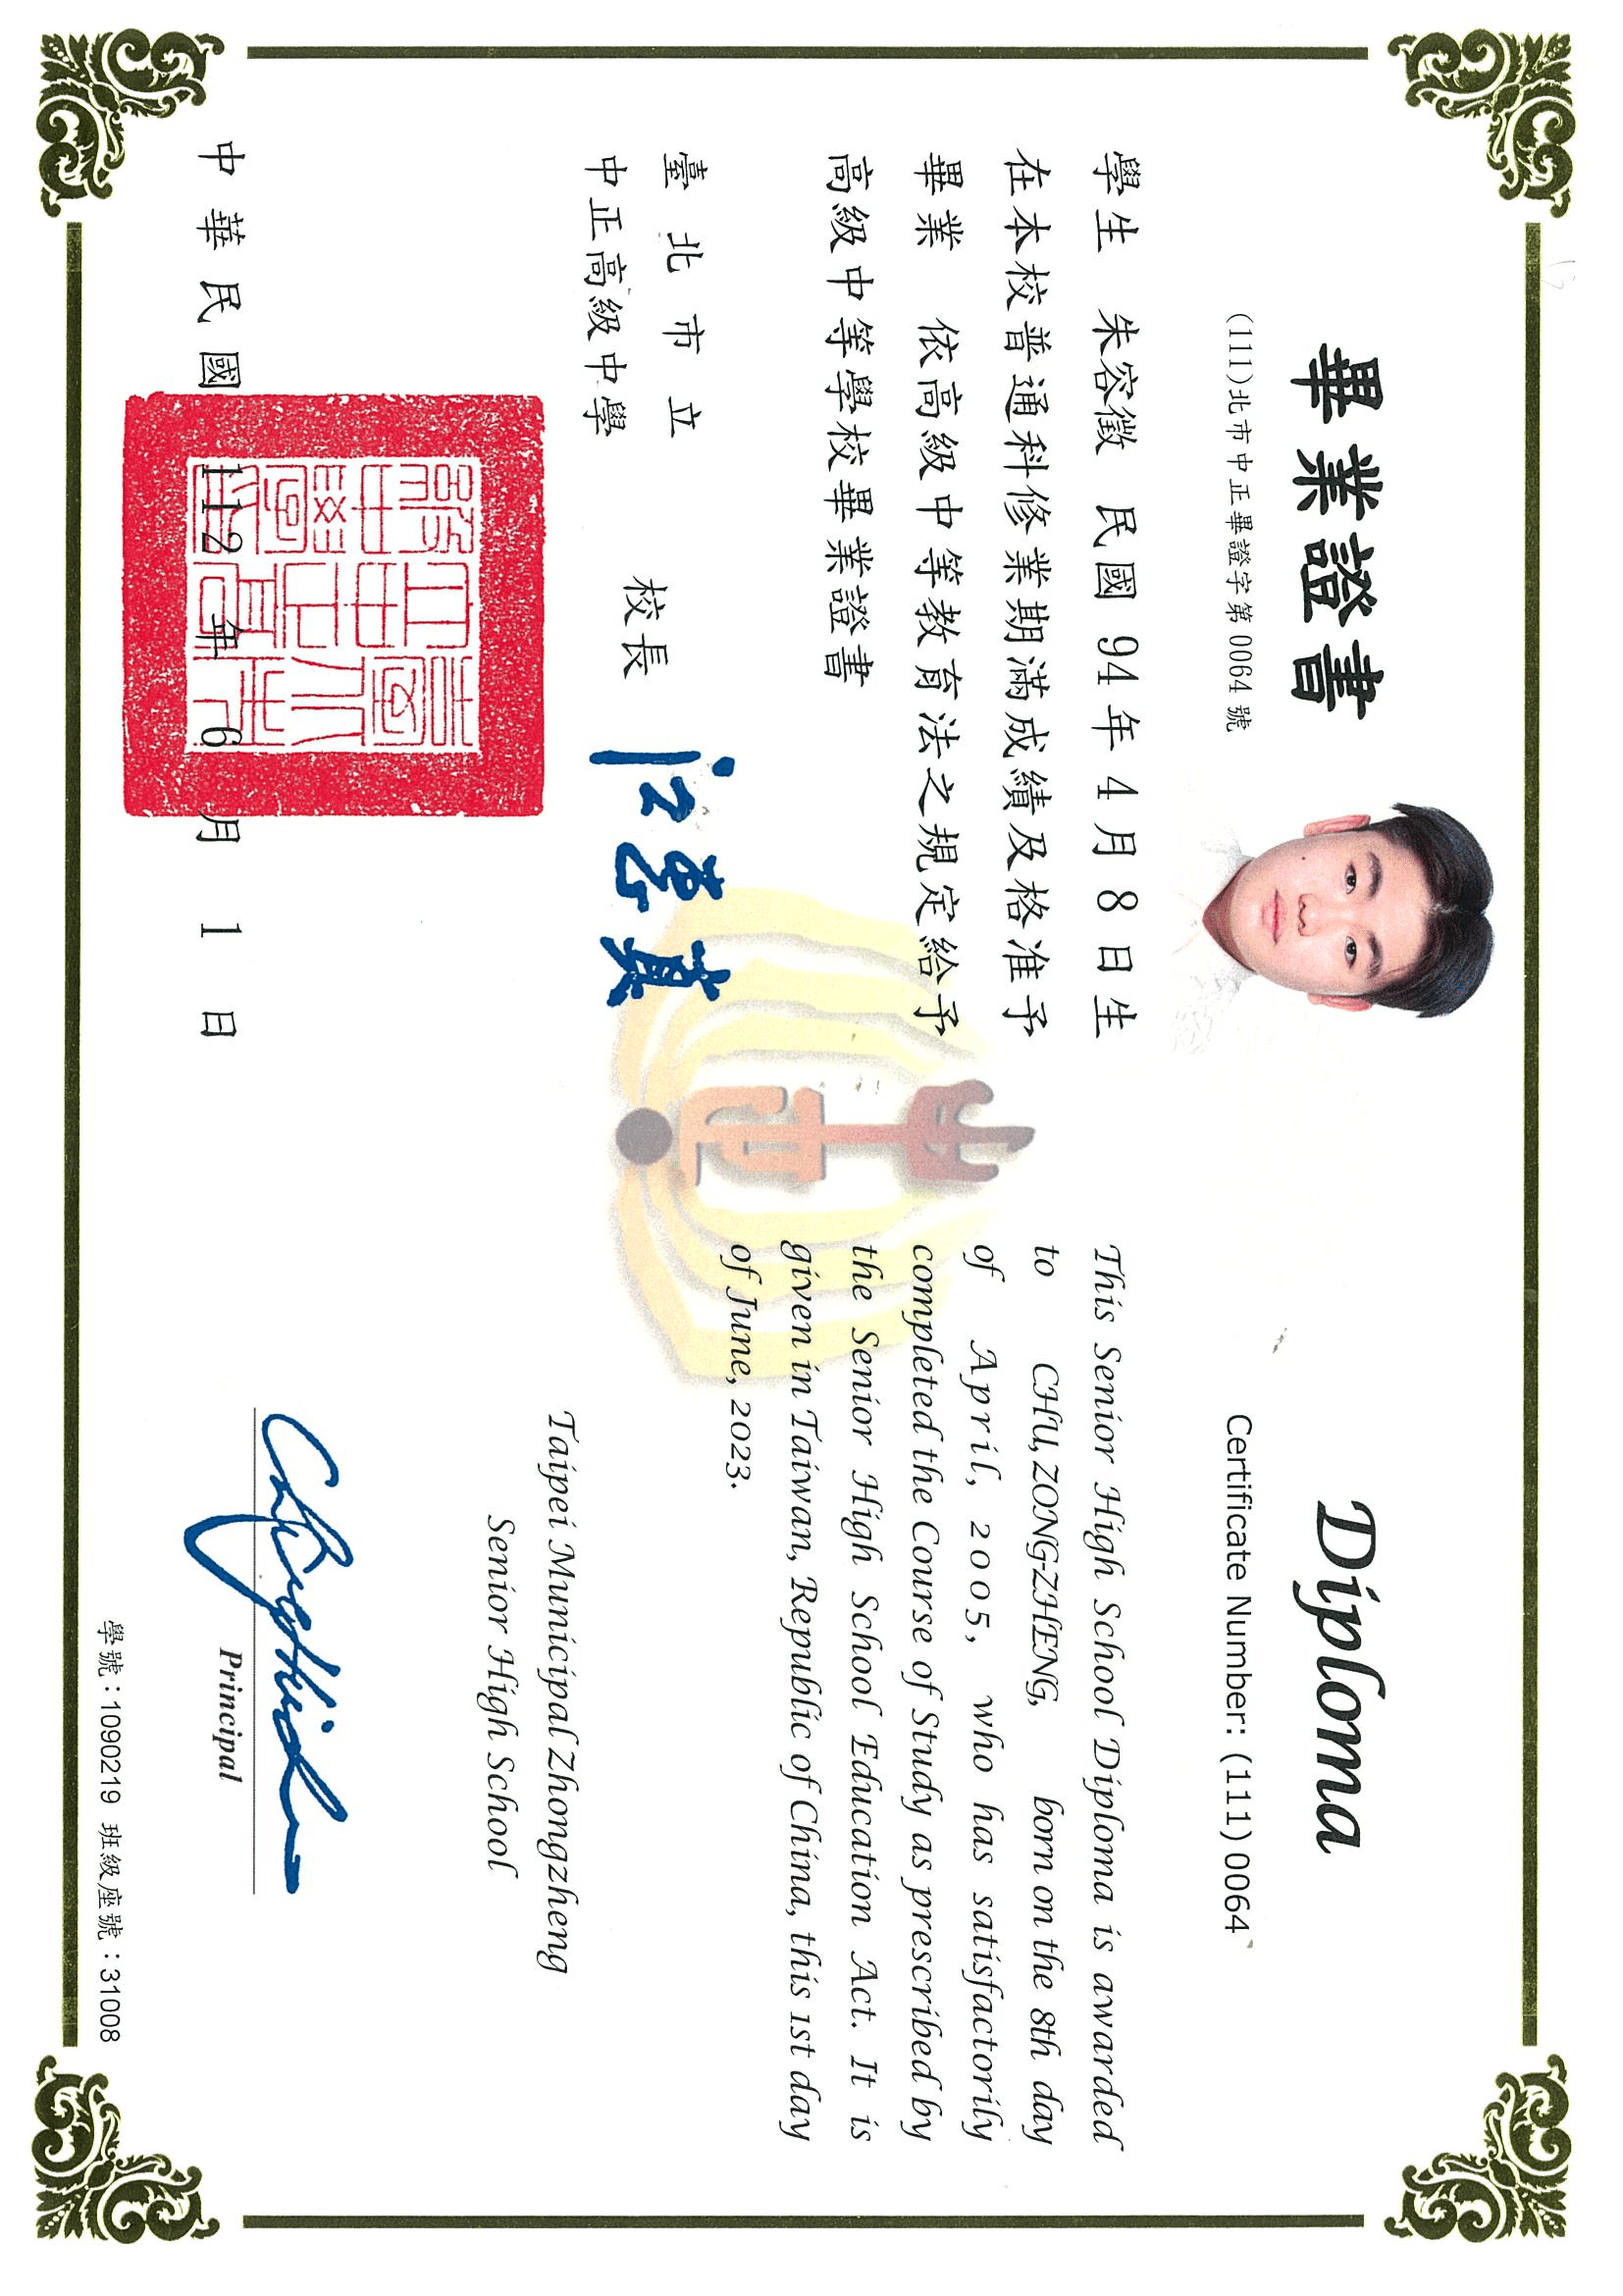 畢業證書
(111)北市中正畢證字第 0064 號
學生 朱容徵 民國 94 年 4 月 8 日生
在本校普通科修業期滿成績及格准予
畢業 依高級中等教育法之規定給予
高級中等學校畢業證書
臺北市立
中正高級中學
校長
中華民國 112 年 6 月 1 日
Diploma
Certificate Number: (111)0064
This Senior High School Diploma is awarded
to CHU, ZONG-ZHENG, born on the 8th day
of April, 2005, who has satisfactorily
completed the Course of Study as prescribed by
the Senior High School Education Act. It is
given in Taiwan, Republic of China, this 1st day
of June, 2023.
Taipei Municipal Zhongzheng
Senior High School
Principal
學號：1090219 班級座號：31008